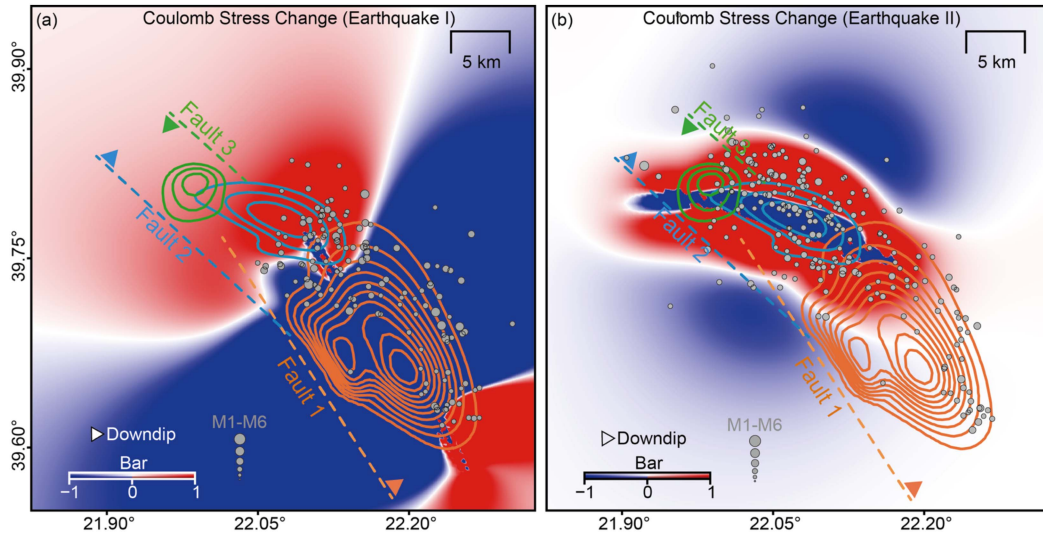 (a) Coulomb Stress Change (Earthquake I)
5 km
39.90°
39.75°
39.60°
Fault 3
Fault 2
Fault 1
M1-M6
Downdip
Bar
−1 0 1
21.90° 22.05° 22.20°
(b) Coulomb Stress Change (Earthquake II)
5 km
Fault 3
Fault 2
Fault 1
M1-M6
Downdip
Bar
−1 0 1
21.90° 22.05° 22.20°